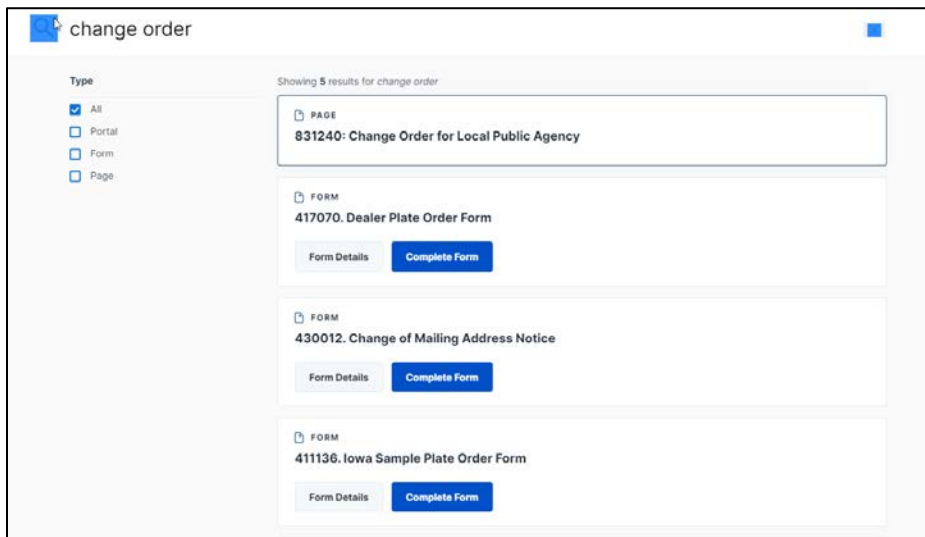 change order
Type
All
Portal
Form
Page
Showing 5 results for change order
PAGE
831240: Change Order for Local Public Agency
FORM
417070. Dealer Plate Order Form
Form Details Complete Form
FORM
430012. Change of Mailing Address Notice
Form Details Complete Form
FORM
411136. Iowa Sample Plate Order Form
Form Details Complete Form